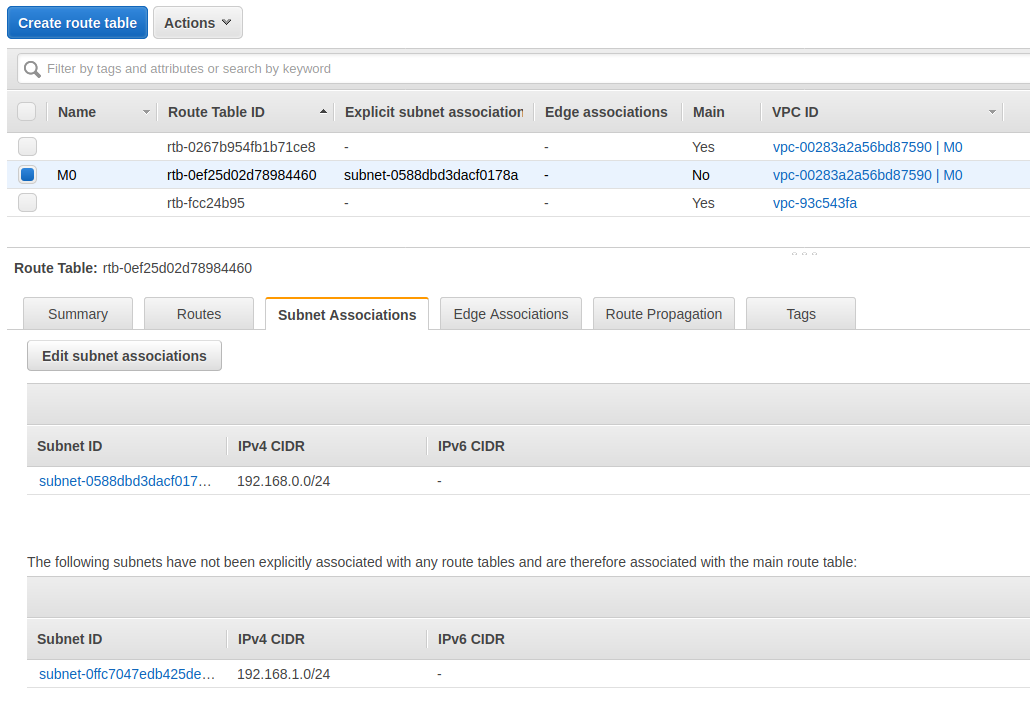 Create route table Actions
Filter by tags and attributes or search by keyword
Name Route Table ID Explicit subnet association Edge associations Main VPC ID
rtb-0267b954fb1b71ce8 - - Yes vpc-00283a2a56bd87590 | M0
M0 rtb-0ef25d02d78984460 subnet-0588dbd3dacf0178a - No vpc-00283a2a56bd87590 | M0
rtb-fcc24b95 - - Yes vpc-93c543fa
Route Table: rtb-0ef25d02d78984460
Summary Routes Subnet Associations Edge Associations Route Propagation Tags
Edit subnet associations
Subnet ID IPv4 CIDR IPv6 CIDR
subnet-0588dbd3dacf017… 192.168.0.0/24 -
The following subnets have not been explicitly associated with any route tables and are therefore associated with the main route table:
Subnet ID IPv4 CIDR IPv6 CIDR
subnet-0ffc7047edb425de… 192.168.1.0/24 -